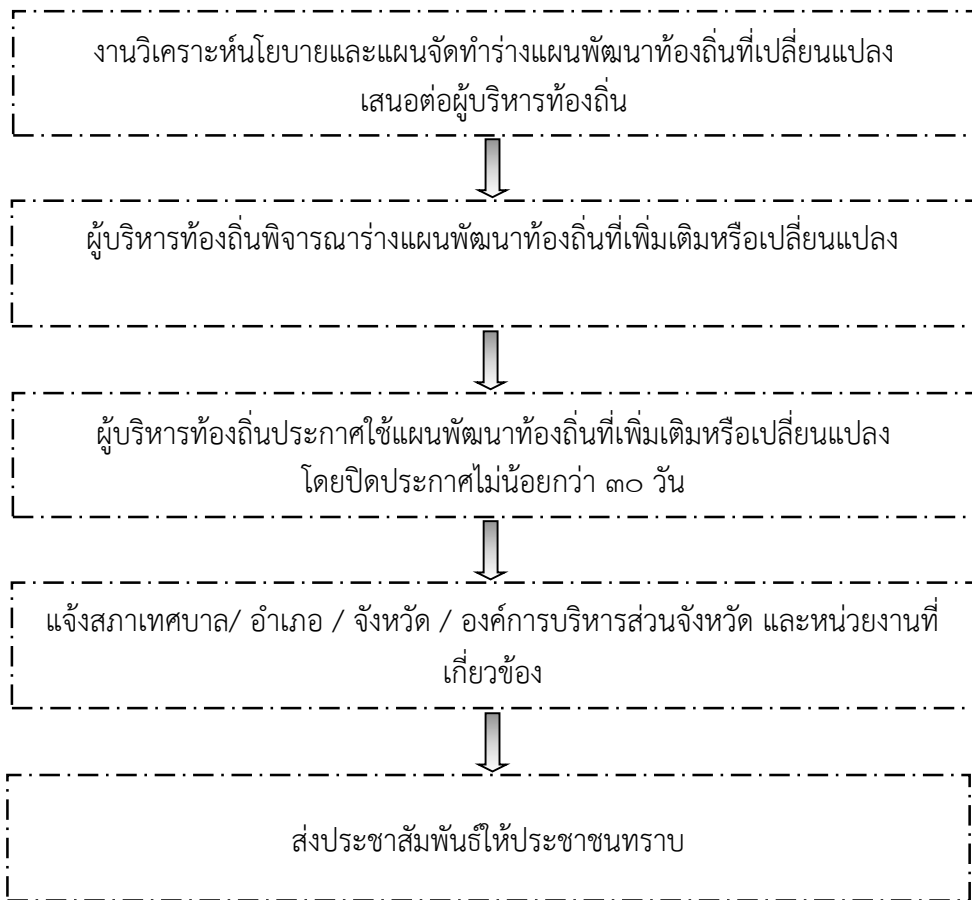 งานวิเคราะห์นโยบายและแผนจัดทำร่างแผนพัฒนาท้องถิ่นที่เปลี่ยนแปลง
เสนอต่อผู้บริหารท้องถิ่น
ผู้บริหารท้องถิ่นพิจารณาร่างแผนพัฒนาท้องถิ่นที่เพิ่มเติมหรือเปลี่ยนแปลง
ผู้บริหารท้องถิ่นประกาศใช้แผนพัฒนาท้องถิ่นที่เพิ่มเติมหรือเปลี่ยนแปลง
โดยปิดประกาศไม่น้อยกว่า ๓๐ วัน
แจ้งสภาเทศบาล/ อำเภอ / จังหวัด / องค์การบริหารส่วนจังหวัด และหน่วยงานที่
เกี่ยวข้อง
ส่งประชาสัมพันธ์ให้ประชาชนทราบ